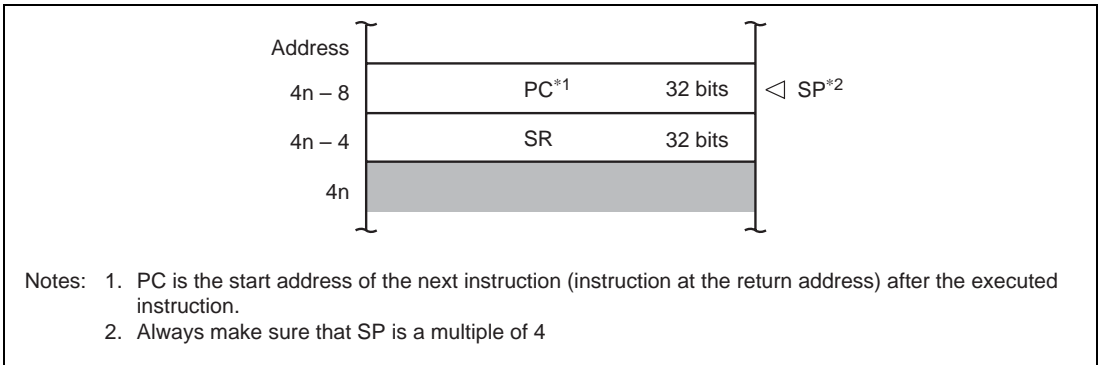 Address
4n – 8 PC*1 32 bits ◁ SP*2
4n – 4 SR 32 bits
4n
Notes: 1. PC is the start address of the next instruction (instruction at the return address) after the executed
instruction.
2. Always make sure that SP is a multiple of 4